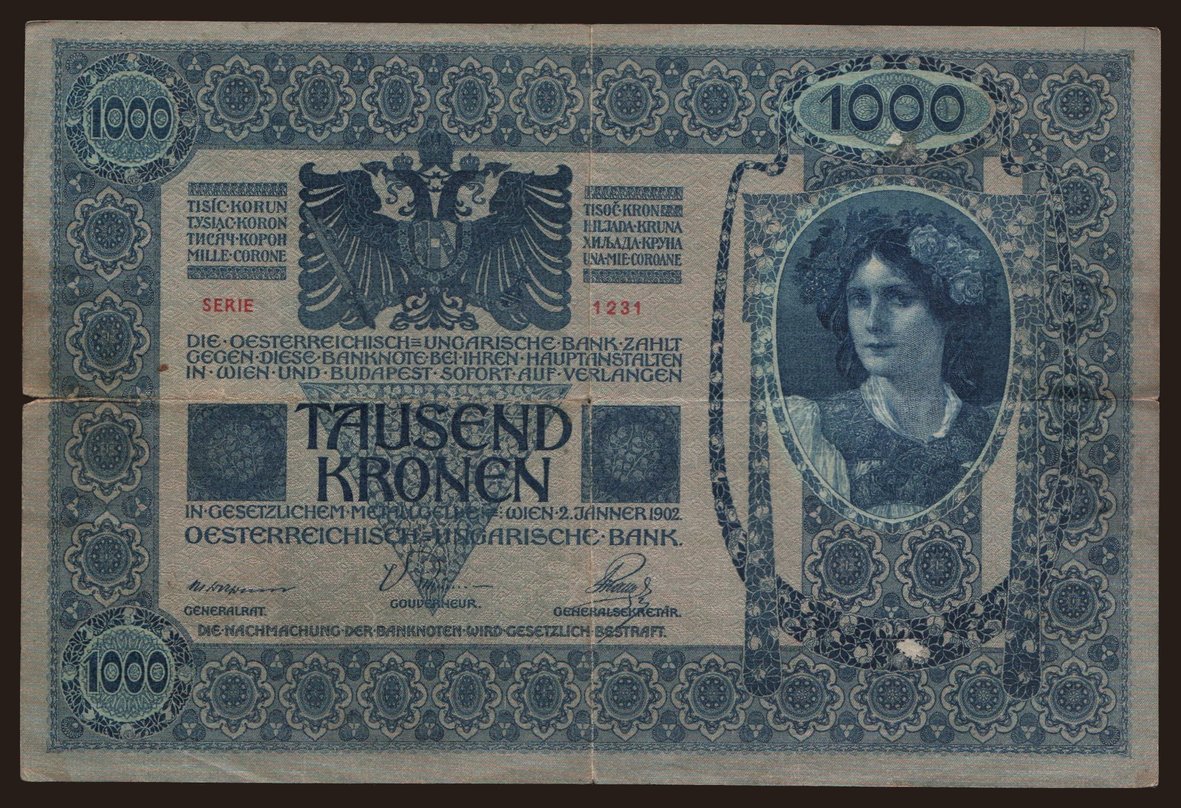 1000
1000
TISÍC·KORUN
TYSIĄC·KORON
ТИСЯЧ·КОРОН
MILLE·CORONE
TISOČ·KRON
HILJADA·KRUNA
ХИЉАДА·КРУНА
UNA·MIE·COROANE
SERIE
1231
DIE·OESTERREICHISCH=UNGARISCHE·BANK·ZAHLT
GEGEN·DIESE·BANKNOTE·BEI·IHREN·HAUPTANSTALTEN
IN·WIEN·UND·BUDAPEST·SOFORT·AUF·VERLANGEN
TAUSEND
KRONEN
IN·GESETZLICHEM·METALLGELDE=WIEN·2.JÄNNER 1902
OESTERREICHISCH=UNGARISCHE·BANK.
GENERALRAT.
GOUVERNEUR.
GENERALSEKRETÄR.
DIE·NACHMACHUNG·DER·BANKNOTEN·WIRD·GESETZLICH·BESTRAFT.
1000